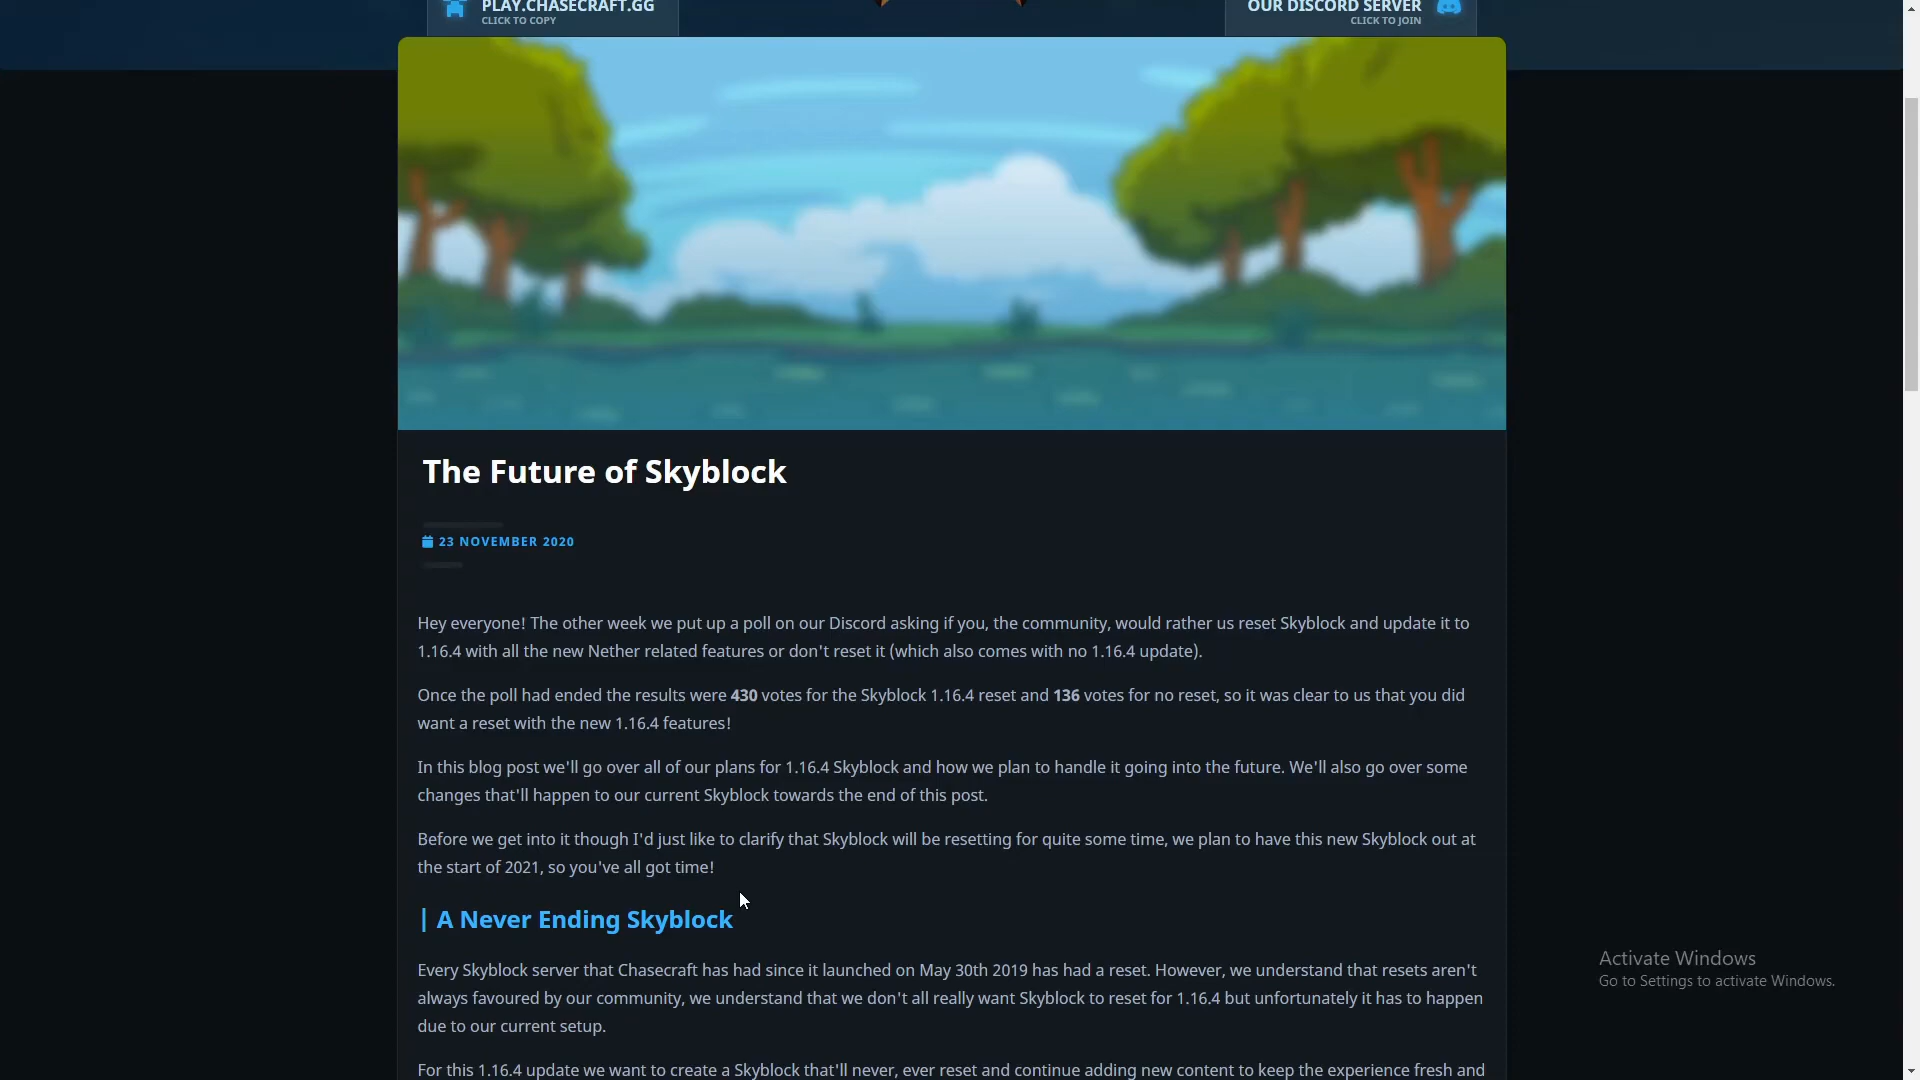 PLAY.CHASECRAFT.GG
CLICK TO COPY
OUR DISCORD SERVER
CLICK TO JOIN
The Future of Skyblock
23 NOVEMBER 2020
Hey everyone! The other week we put up a poll on our Discord asking if you, the community, would rather us reset Skyblock and update it to
1.16.4 with all the new Nether related features or don't reset it (which also comes with no 1.16.4 update).
Once the poll had ended the results were 430 votes for the Skyblock 1.16.4 reset and 136 votes for no reset, so it was clear to us that you did
want a reset with the new 1.16.4 features!
In this blog post we'll go over all of our plans for 1.16.4 Skyblock and how we plan to handle it going into the future. We'll also go over some
changes that'll happen to our current Skyblock towards the end of this post.
Before we get into it though I'd just like to clarify that Skyblock will be resetting for quite some time, we plan to have this new Skyblock out at
the start of 2021, so you've all got time!
| A Never Ending Skyblock
Every Skyblock server that Chasecraft has had since it launched on May 30th 2019 has had a reset. However, we understand that resets aren't
always favoured by our community, we understand that we don't all really want Skyblock to reset for 1.16.4 but unfortunately it has to happen
due to our current setup.
For this 1.16.4 update we want to create a Skyblock that'll never, ever reset and continue adding new content to keep the experience fresh and
Activate Windows
Go to Settings to activate Windows.